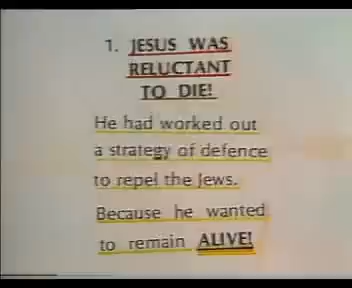 1. JESUS WAS
RELUCTANT
TO DIE!
He had worked out
a strategy of defence
to repel the Jews.
Because he wanted
to remain ALIVE!